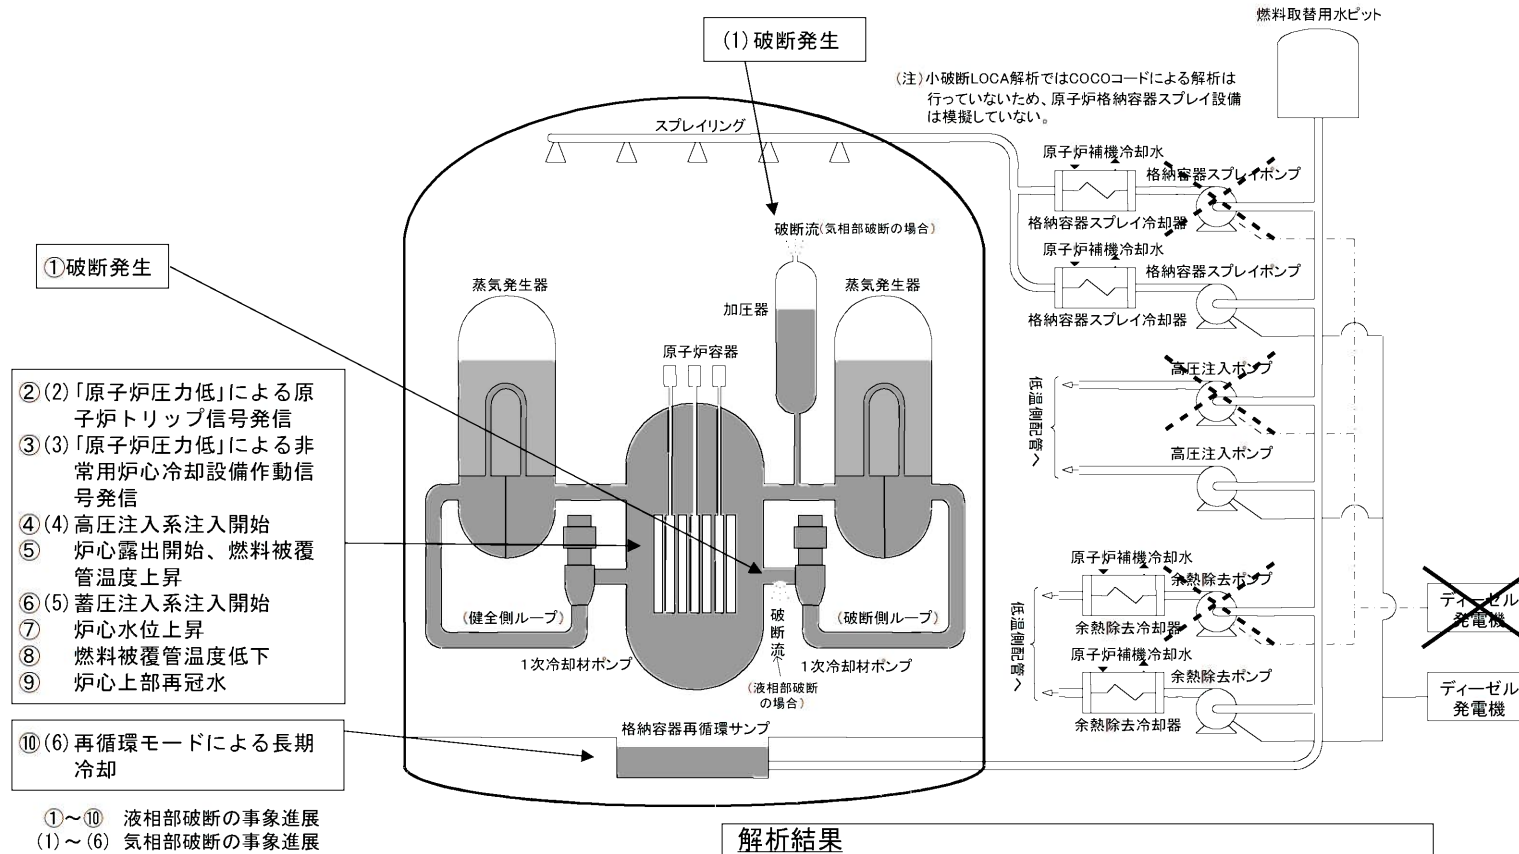 燃料取替用水ピット
(1)破断発生
(注)小破断LOCA解析ではCOCOコードによる解析は
行っていないため、原子炉格納容器スプレイ設備
は模擬していない。
スプレイリング
原子炉補機冷却水
格納容器スプレイポンプ
格納容器スプレイ冷却器
原子炉補機冷却水
格納容器スプレイポンプ
格納容器スプレイ冷却器
破断流(気相部破断の場合)
①破断発生
蒸気発生器
加圧器
蒸気発生器
原子炉容器
高圧注入ポンプ
低温側配管へ
高圧注入ポンプ
②(2)「原子炉圧力低」による原
子炉トリップ信号発信
③(3)「原子炉圧力低」による非
常用炉心冷却設備作動信
号発信
④(4)高圧注入系注入開始
⑤ 炉心露出開始、燃料被覆
管温度上昇
⑥(5)蓄圧注入系注入開始
⑦ 炉心水位上昇
⑧ 燃料被覆管温度低下
⑨ 炉心上部再冠水
(健全側ループ)
1次冷却材ポンプ
破断流
(液相部破断
の場合)
(破断側ループ)
1次冷却材ポンプ
原子炉補機冷却水
余熱除去ポンプ
余熱除去冷却器
低温側配管へ
原子炉補機冷却水
余熱除去ポンプ
余熱除去冷却器
ディーゼル
発電機
ディーゼル
発電機
格納容器再循環サンプ
⑩(6)再循環モードによる長期
冷却
①～⑩ 液相部破断の事象進展
(1)～(6) 気相部破断の事象進展
解析結果